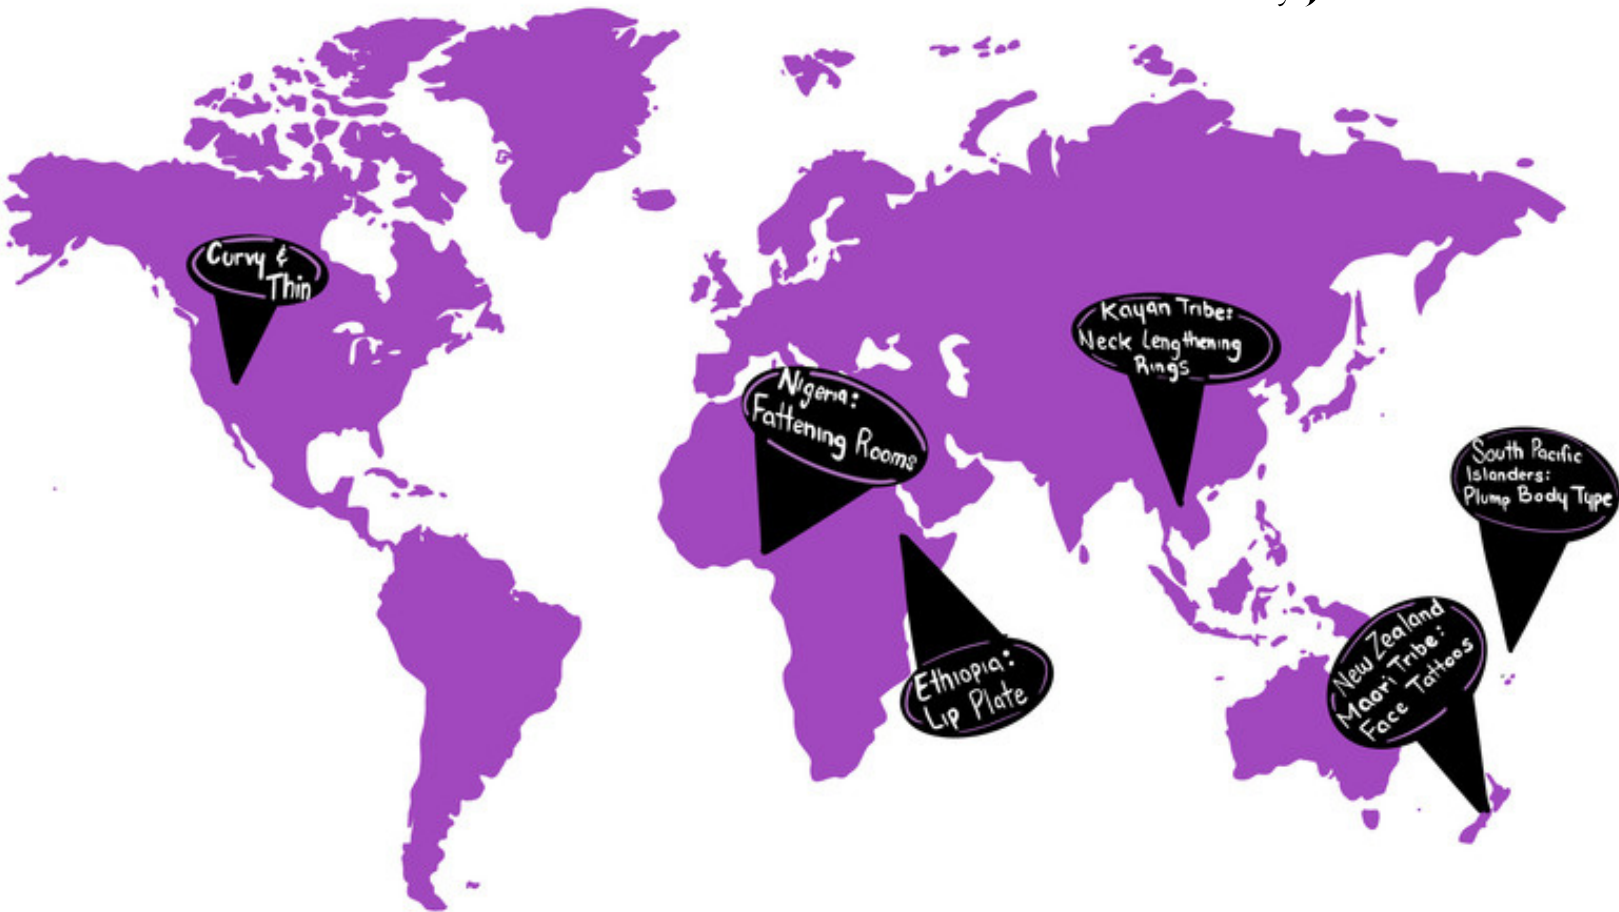 Curvy &
Thin
Nigeria:
Fattening Rooms
Ethiopia:
Lip Plate
Kayan Tribe:
Neck Lengthening
Rings
South Pacific
Islanders:
Plump Body Type
New Zealand
Maori Tribe:
Face Tattoos